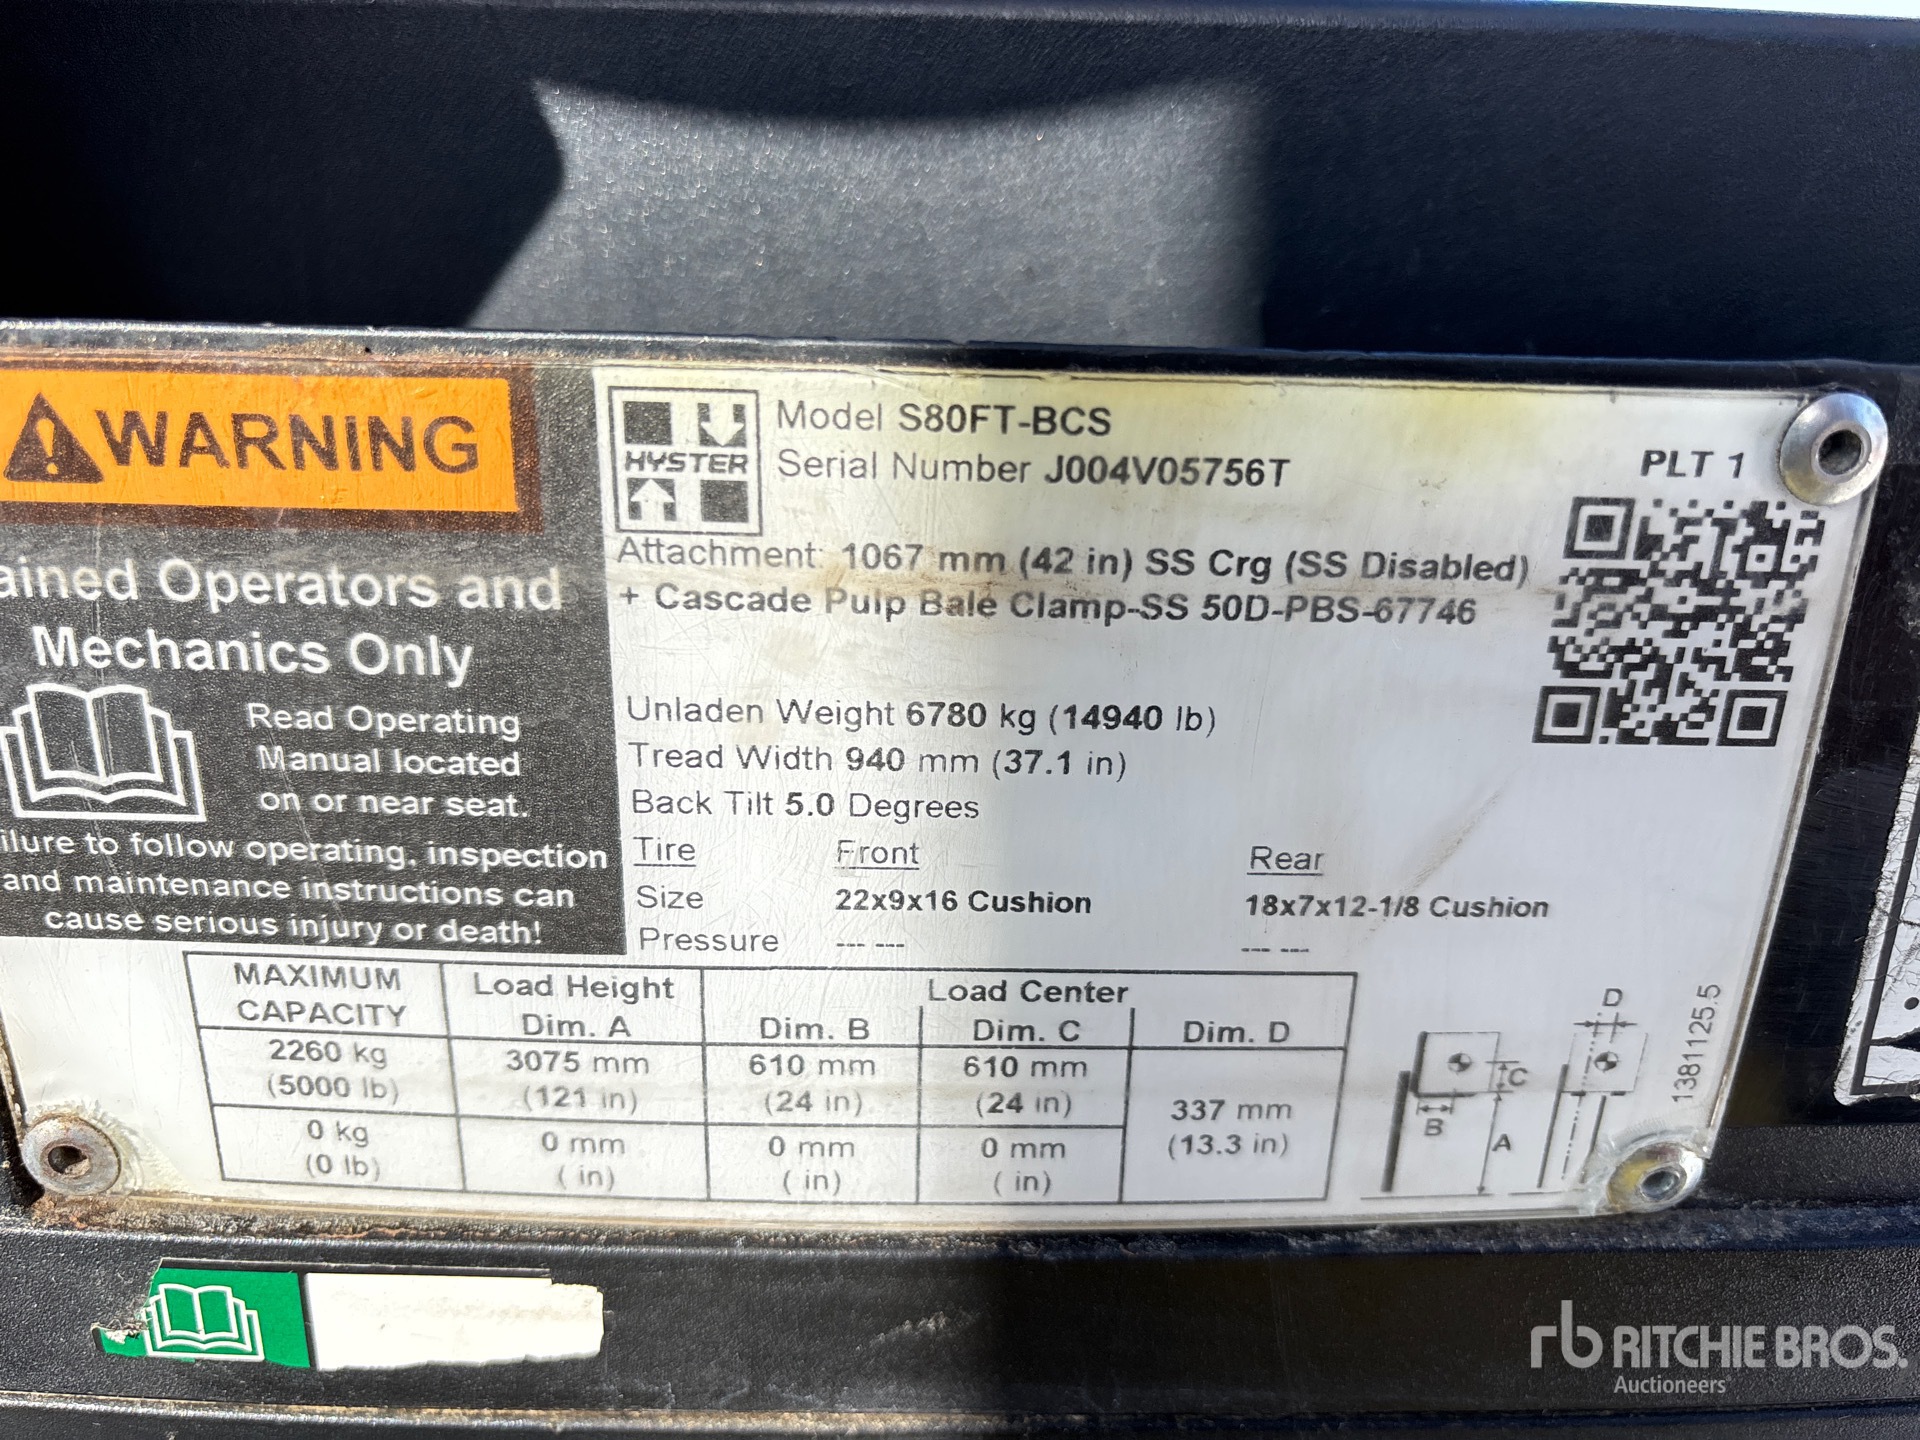 WARNING
ained Operators and
Mechanics Only
Read Operating
Manual located
on or near seat.
ilure to follow operating, inspection
and maintenance instructions can
cause serious injury or death!
HYSTER
Model S80FT-BCS
Serial Number J004V05756T
PLT 1
Attachment: 1067 mm (42 in) SS Crg (SS Disabled)
+ Cascade Pulp Bale Clamp-SS 50D-PBS-67746
Unladen Weight 6780 kg (14940 lb)
Tread Width 940 mm (37.1 in)
Back Tilt 5.0 Degrees
Tire Front Rear
Size 22x9x16 Cushion 18x7x12-1/8 Cushion
Pressure --- --- --- ---
MAXIMUM CAPACITY Load Height Dim. A Load Center
Dim. B Dim. C Dim. D
2260 kg 3075 mm 610 mm 610 mm
(5000 lb) (121 in) (24 in) (24 in)
337 mm
(13.3 in)
0 kg 0 mm 0 mm 0 mm
(0 lb) ( in) ( in) ( in)
D
C
B
A
13811125.5
rb RITCHIE BROS.
Auctioneers